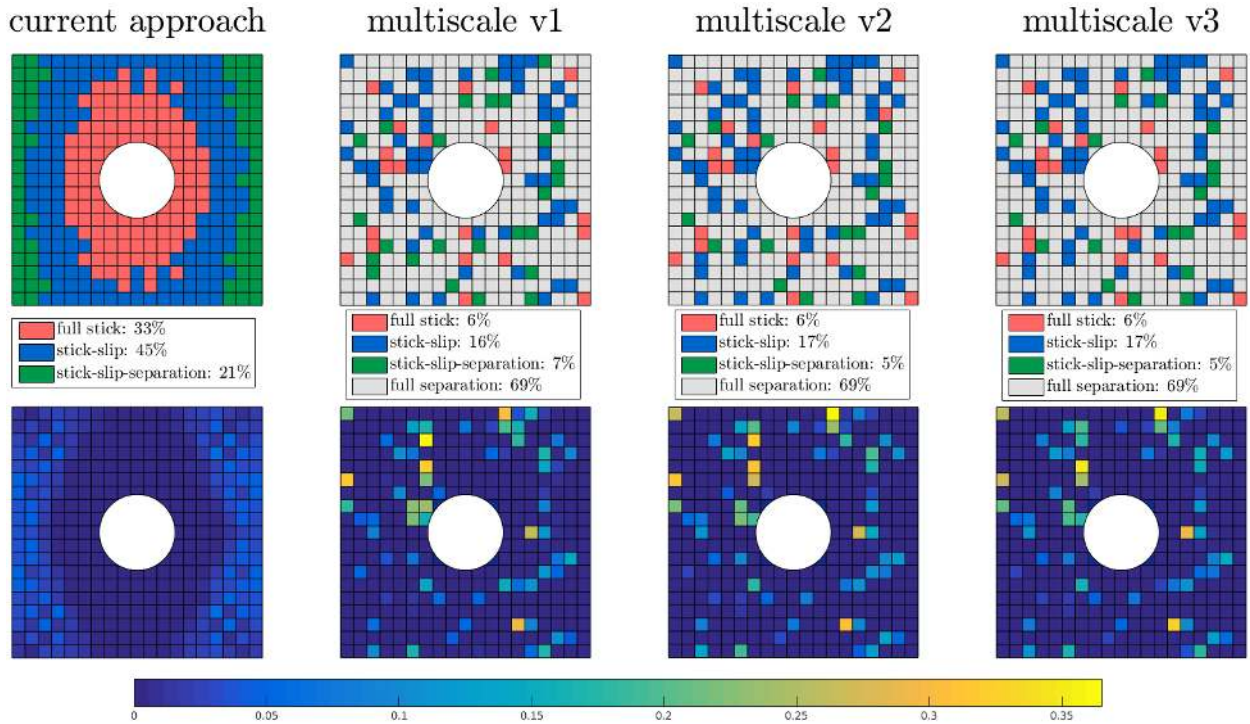 current approach
multiscale v1
multiscale v2
multiscale v3
full stick: 33%
stick-slip: 45%
stick-slip-separation: 21%
full stick: 6%
stick-slip: 16%
stick-slip-separation: 7%
full separation: 69%
full stick: 6%
stick-slip: 17%
stick-slip-separation: 5%
full separation: 69%
full stick: 6%
stick-slip: 17%
stick-slip-separation: 5%
full separation: 69%
0 0.05 0.1 0.15 0.2 0.25 0.3 0.35